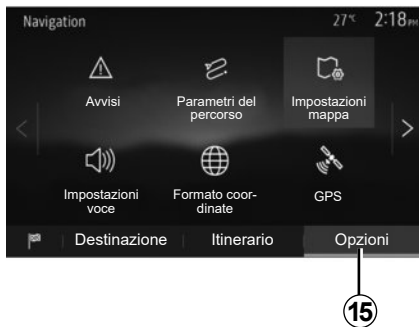 Navigation 27°C 2:18PM
Avvisi
Parametri del
percorso
Impostazioni
mappa
Impostazioni
voce
Formato coor-
dinate
GPS
Destinazione Itinerario Opzioni
15